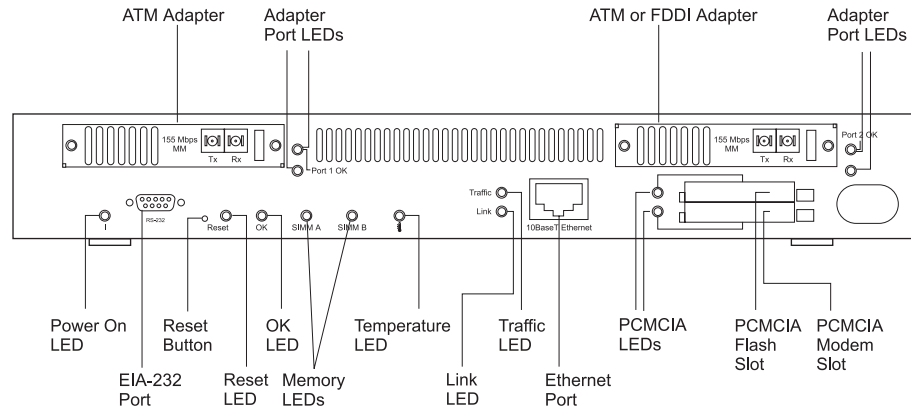 ATM Adapter
Adapter
Port LEDs
ATM or FDDI Adapter
Adapter
Port LEDs
155 Mbps
MM
Tx
Rx
Port 1 OK
155 Mbps
MM
Tx
Rx
Port 2 OK
Traffic
Link
10BaseT Ethernet
I
RS-232
Reset
OK
SIMM A
SIMM B
Power On
LED
Reset
Button
OK
LED
Temperature
LED
Traffic
LED
PCMCIA
LEDs
PCMCIA
Flash
Slot
PCMCIA
Modem
Slot
EIA-232
Port
Reset
LED
Memory
LEDs
Link
LED
Ethernet
Port